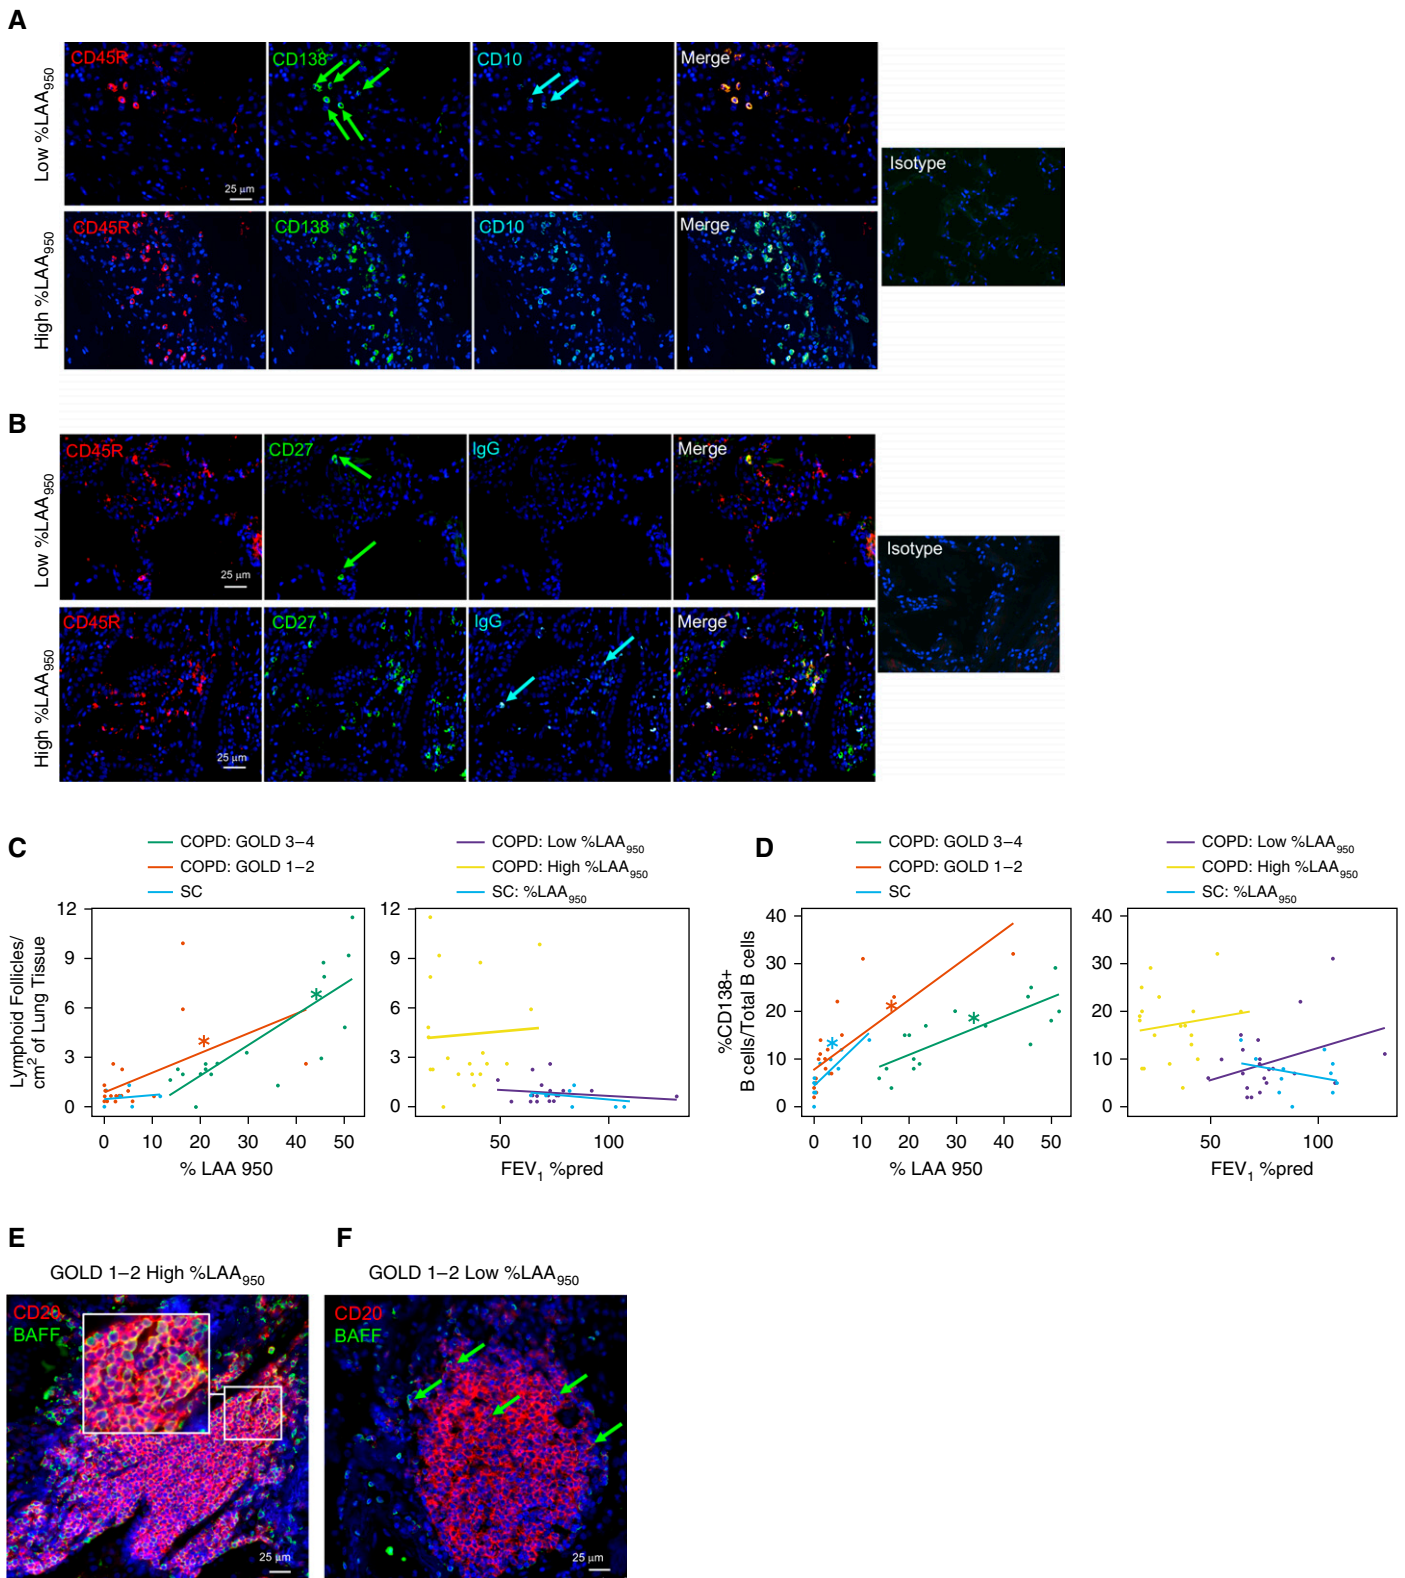 A
Low %LAA950
CD45R
CD138
CD10
Merge
25 μm
Isotype
High %LAA950
CD45R
CD138
CD10
Merge
B
Low %LAA950
CD45R
CD27
IgG
Merge
25 μm
Isotype
High %LAA950
CD45R
CD27
IgG
Merge
25 μm
C
COPD: GOLD 3–4
COPD: GOLD 1–2
SC
COPD: Low %LAA950
COPD: High %LAA950
SC: %LAA950
Lymphoid Follicles/
cm2 of Lung Tissue
12
9
6
3
0
0 10 20 30 40 50
% LAA 950
12
9
6
3
0
50 100
FEV1 %pred
D
COPD: GOLD 3–4
COPD: GOLD 1–2
SC
COPD: Low %LAA950
COPD: High %LAA950
SC: %LAA950
%CD138+
B cells/Total B cells
40
30
20
10
0
0 10 20 30 40 50
% LAA 950
40
30
20
10
0
50 100
FEV1 %pred
E
GOLD 1–2 High %LAA950
CD20
BAFF
25 μm
F
GOLD 1–2 Low %LAA950
CD20
BAFF
25 μm